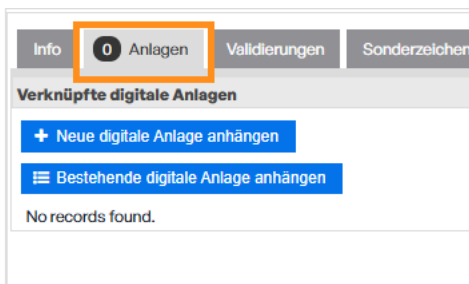 Info 0 Anlagen Validierungen Sonderzeichen
Verknüpfte digitale Anlagen
+ Neue digitale Anlage anhängen
Bestehende digitale Anlage anhängen
No records found.